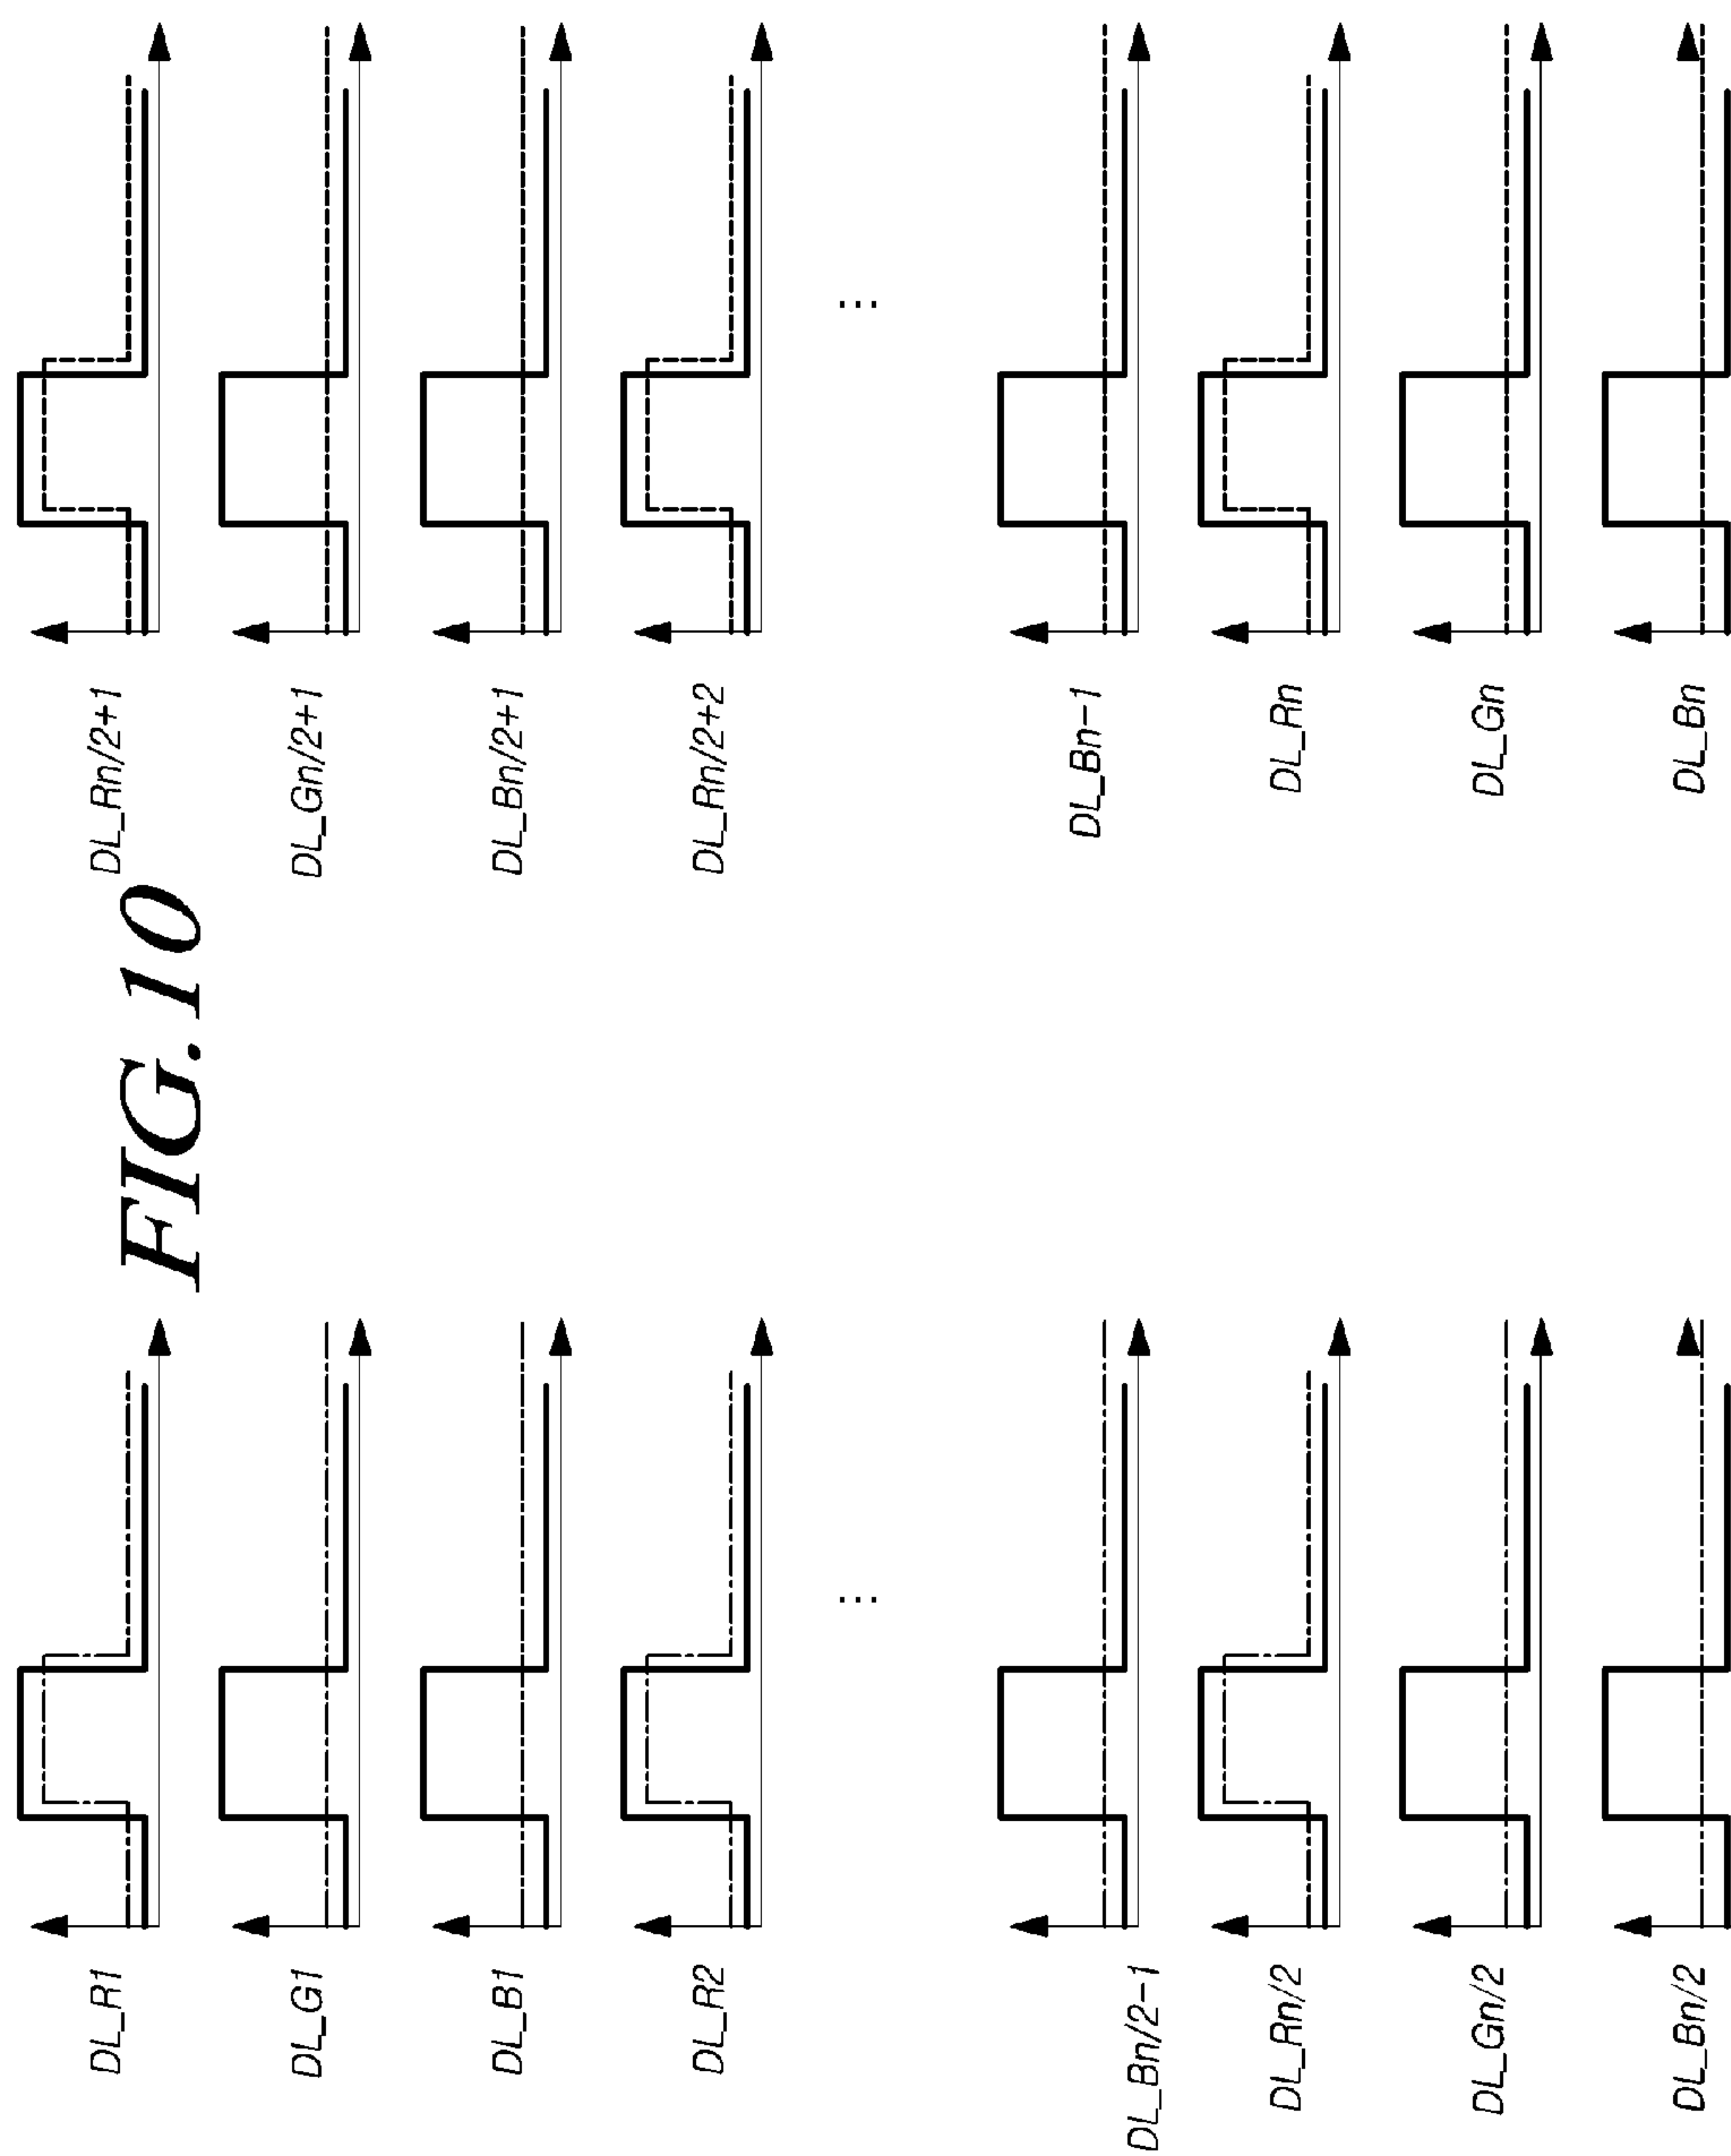 FIG. 10
DL_R1
DL_G1
DL_B1
DL_R2
...
DL_Bn/2-1
DL_Rn/2
DL_Gn/2
DL_Bn/2
DL_Rn/2+1
DL_Gn/2+1
DL_Bn/2+1
DL_Rn/2+2
...
DL_Bn-1
DL_Rn
DL_Gn
DL_Bn